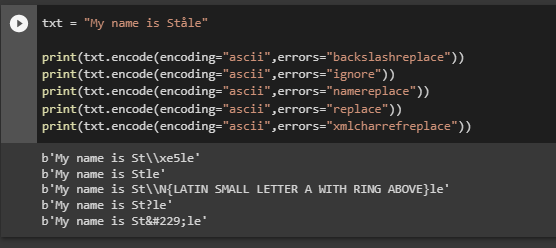 txt = "My name is Ståle"
print(txt.encode(encoding="ascii",errors="backslashreplace"))
print(txt.encode(encoding="ascii",errors="ignore"))
print(txt.encode(encoding="ascii",errors="namereplace"))
print(txt.encode(encoding="ascii",errors="replace"))
print(txt.encode(encoding="ascii",errors="xmlcharrefreplace"))
b'My name is St\\xe5le'
b'My name is Stle'
b'My name is St\\N{LATIN SMALL LETTER A WITH RING ABOVE}le'
b'My name is St?le'
b'My name is St&#229;le'